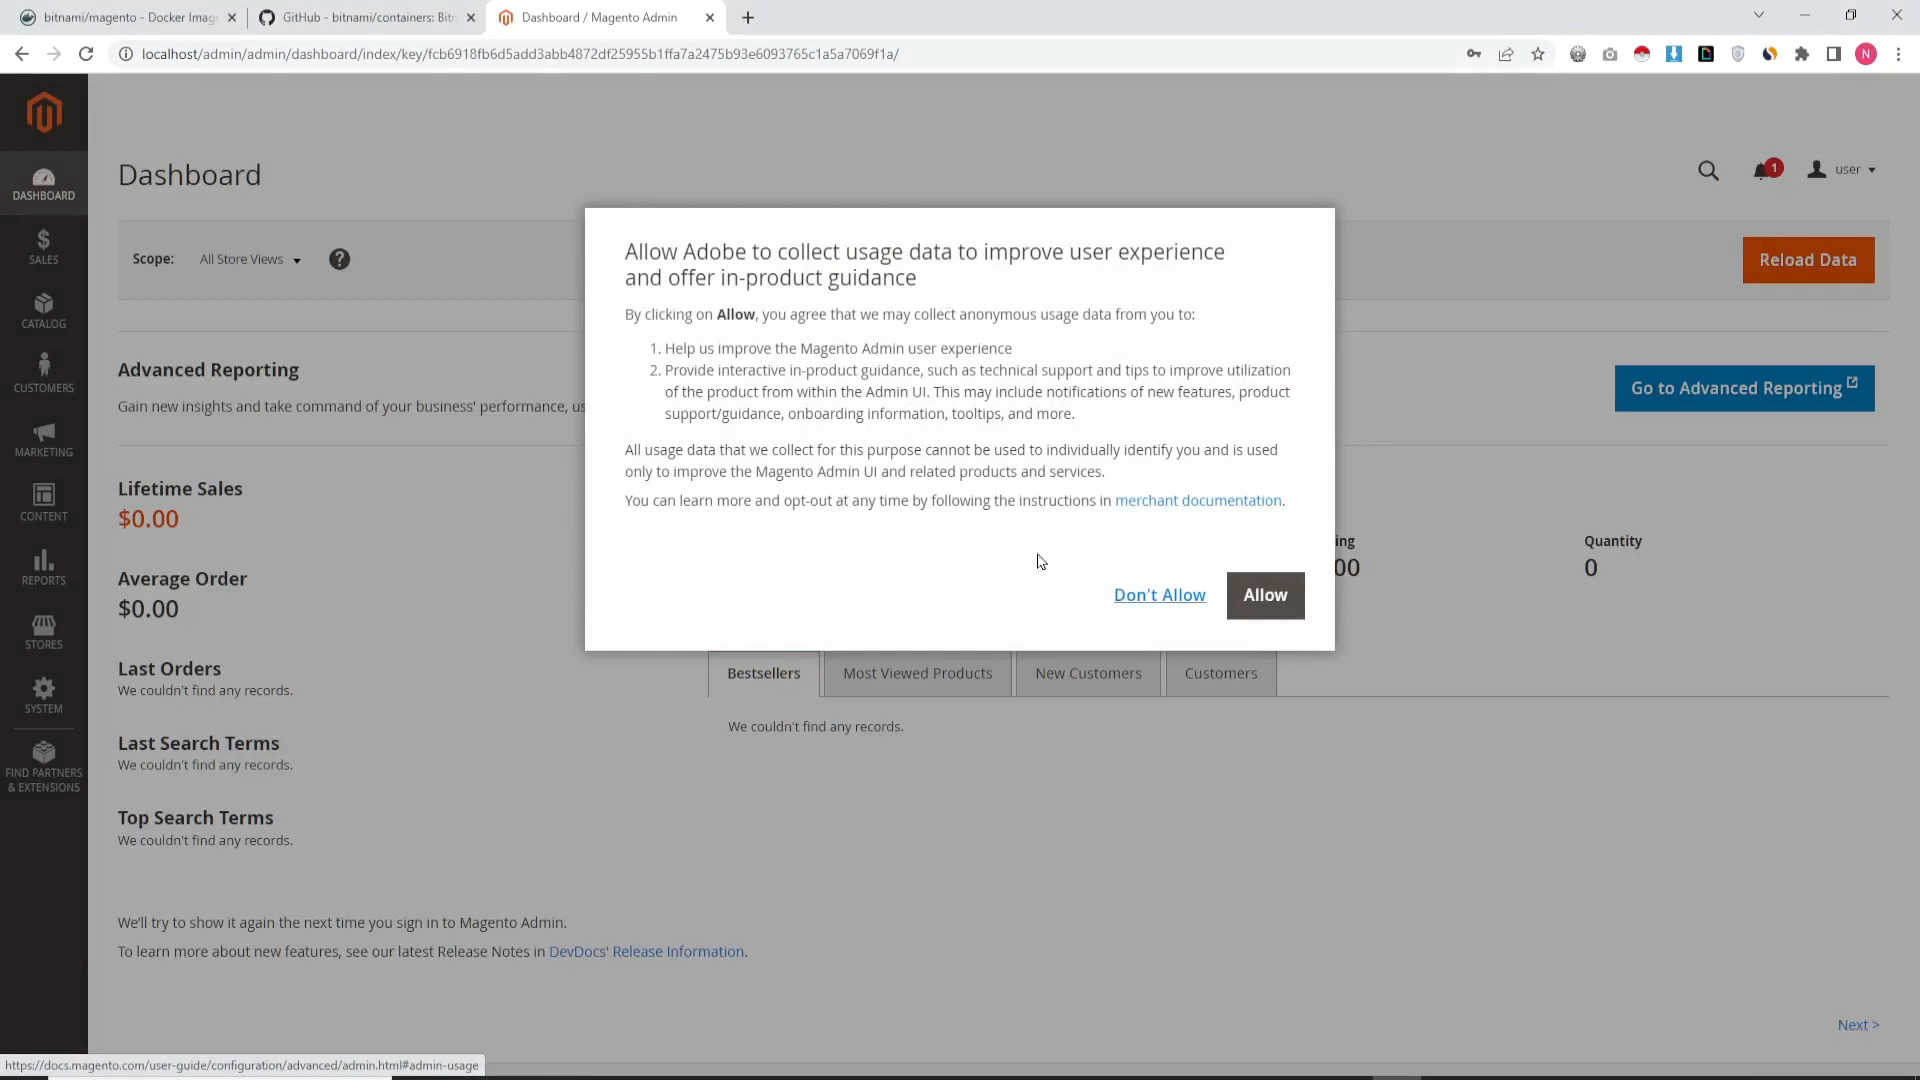 bitnami/magento - Docker Imag
GitHub - bitnami/containers: Bitn
Dashboard / Magento Admin
localhost/admin/admin/dashboard/index/key/fcb6918fb6d5add3abb4872df25955b1ffa7a2475b93e6093765c1a5a7069f1a/
N
DASHBOARD
SALES
CATALOG
CUSTOMERS
MARKETING
CONTENT
REPORTS
STORES
SYSTEM
FIND PARTNERS
& EXTENSIONS
Dashboard
1
user
Scope:
All Store Views
?
Reload Data
Advanced Reporting
Gain new insights and take command of your business' performance, us
Go to Advanced Reporting
Allow Adobe to collect usage data to improve user experience
and offer in-product guidance
By clicking on Allow, you agree that we may collect anonymous usage data from you to:
1. Help us improve the Magento Admin user experience
2. Provide interactive in-product guidance, such as technical support and tips to improve utilization
of the product from within the Admin UI. This may include notifications of new features, product
support/guidance, onboarding information, tooltips, and more.
All usage data that we collect for this purpose cannot be used to individually identify you and is used
only to improve the Magento Admin UI and related products and services.
You can learn more and opt-out at any time by following the instructions in merchant documentation.
Don't Allow
Allow
Lifetime Sales
$0.00
Average Order
$0.00
ing
00
Quantity
0
Last Orders
We couldn't find any records.
Last Search Terms
We couldn't find any records.
Top Search Terms
We couldn't find any records.
Bestsellers
Most Viewed Products
New Customers
Customers
We couldn't find any records.
We'll try to show it again the next time you sign in to Magento Admin.
To learn more about new features, see our latest Release Notes in DevDocs' Release Information.
Next >
https://docs.magento.com/user-guide/configuration/advanced/admin.html#admin-usage